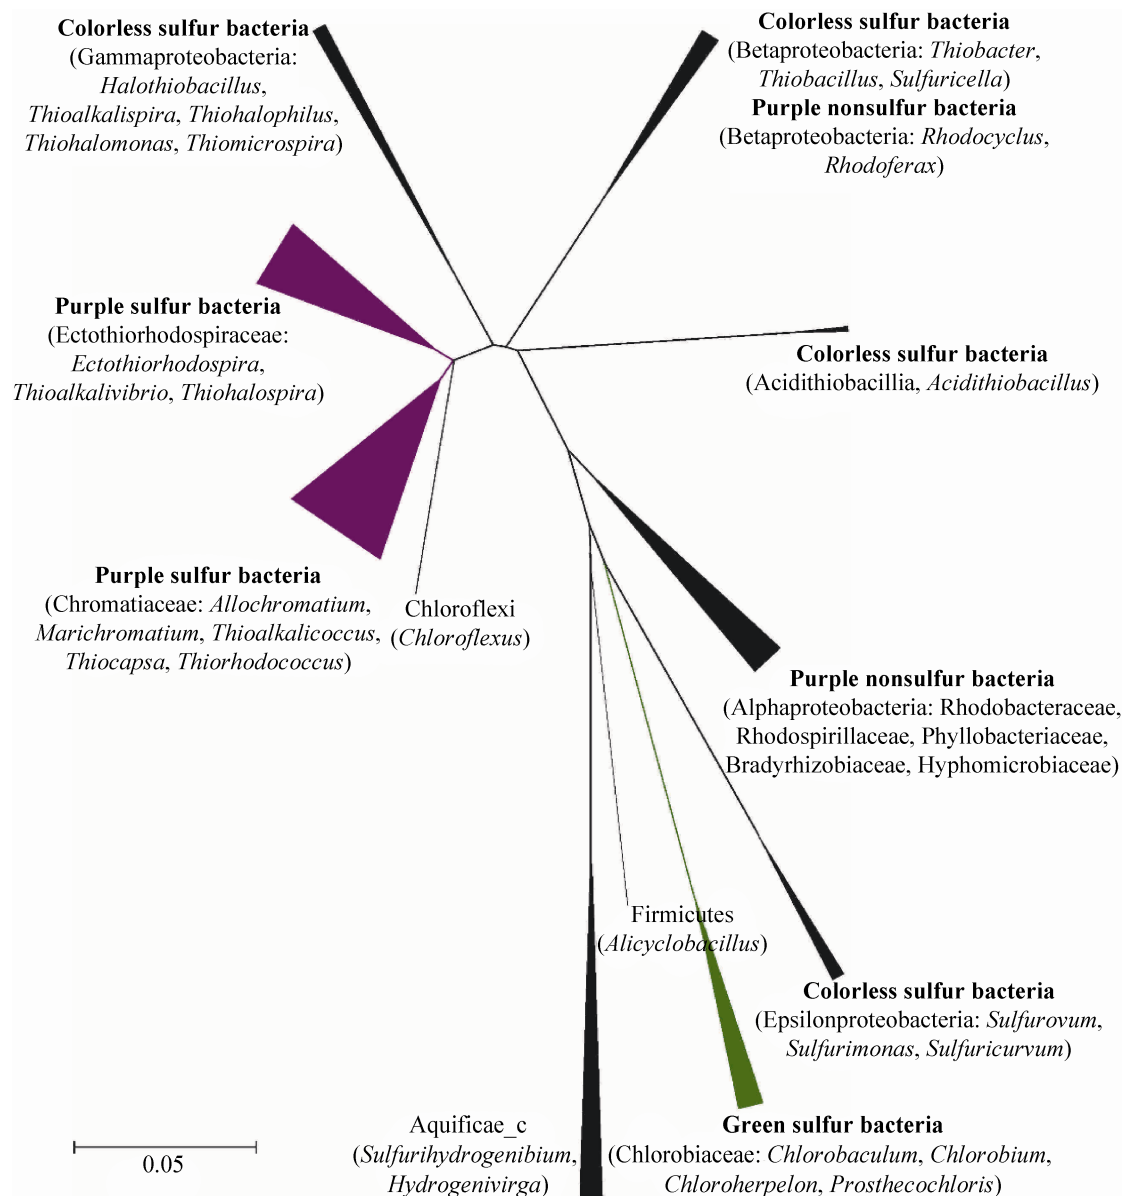 Colorless sulfur bacteria
(Gammaproteobacteria:
Halothiobacillus,
Thioalkalispira, Thiohalophilus,
Thiohalomonas, Thiomicrospira)
Colorless sulfur bacteria
(Betaproteobacteria: Thiobacter,
Thiobacillus, Sulfuricella)
Purple nonsulfur bacteria
(Betaproteobacteria: Rhodocyclus,
Rhodoferax)
Purple sulfur bacteria
(Ectothiorhodospiraceae:
Ectothiorhodospira,
Thioalkalivibrio, Thiohalospira)
Colorless sulfur bacteria
(Acidithiobacillia, Acidithiobacillus)
Purple sulfur bacteria
(Chromatiaceae: Allochromatium,
Marichromatium, Thioalkalicoccus,
Thiocapsa, Thiorhodococcus)
Chloroflexi
(Chloroflexus)
Purple nonsulfur bacteria
(Alphaproteobacteria: Rhodobacteraceae,
Rhodospirillaceae, Phyllobacteriaceae,
Bradyrhizobiaceae, Hyphomicrobiaceae)
Firmicutes
(Alicyclobacillus)
Colorless sulfur bacteria
(Epsilonproteobacteria: Sulfurovum,
Sulfurimonas, Sulfuricurvum)
Aquificae_c
(Sulfurihydrogenibium,
Hydrogenivirga)
Green sulfur bacteria
(Chlorobiaceae: Chlorobaculum, Chlorobium,
Chloroherpelon, Prosthecochloris)
0.05